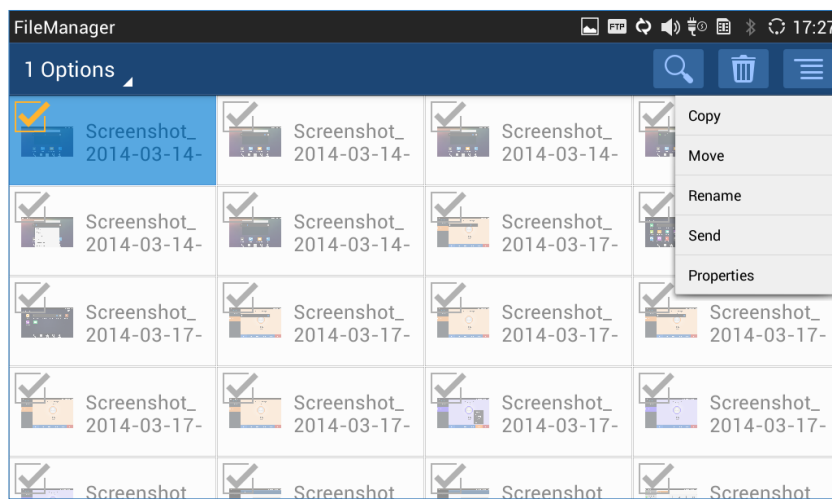 FileManager
FTP
17:27
1 Options
Screenshot_
2014-03-14-
Screenshot_
2014-03-14-
Screenshot_
2014-03-14-
Copy
Move
Rename
Send
Properties
Screenshot_
2014-03-14-
Screenshot_
2014-03-14-
Screenshot_
2014-03-17-
Screenshot_
2014-03-17-
Screenshot_
2014-03-17-
Screenshot_
2014-03-17-
Screenshot_
2014-03-17-
Screenshot_
2014-03-17-
Screenshot_
2014-03-17-
Screenshot_
2014-03-17-
Screenshot_
2014-03-17-
Screenshot
Screenshot
Screenshot
Screenshot